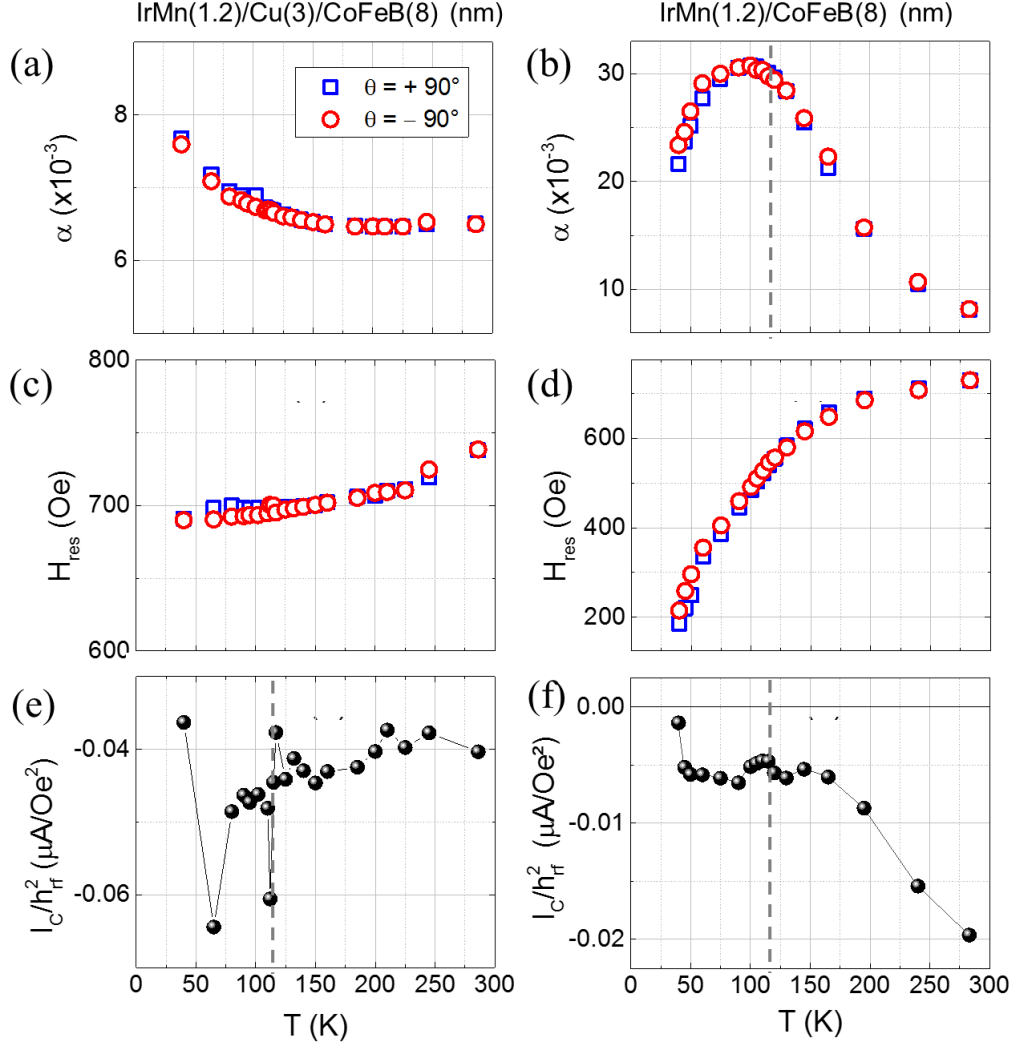 IrMn(1.2)/Cu(3)/CoFeB(8) (nm)
IrMn(1.2)/CoFeB(8) (nm)
(a)
8
6
α (x10⁻³)
θ = + 90°
θ = – 90°
(b)
30
20
10
α (x10⁻³)
(c)
800
700
600
H_res (Oe)
(d)
600
400
200
H_res (Oe)
(e)
-0.04
-0.06
I_C/h²_rf (μA/Oe²)
0 50 100 150 200 250 300
T (K)
(f)
0.00
-0.01
-0.02
I_C/h²_rf (μA/Oe²)
0 50 100 150 200 250 300
T (K)